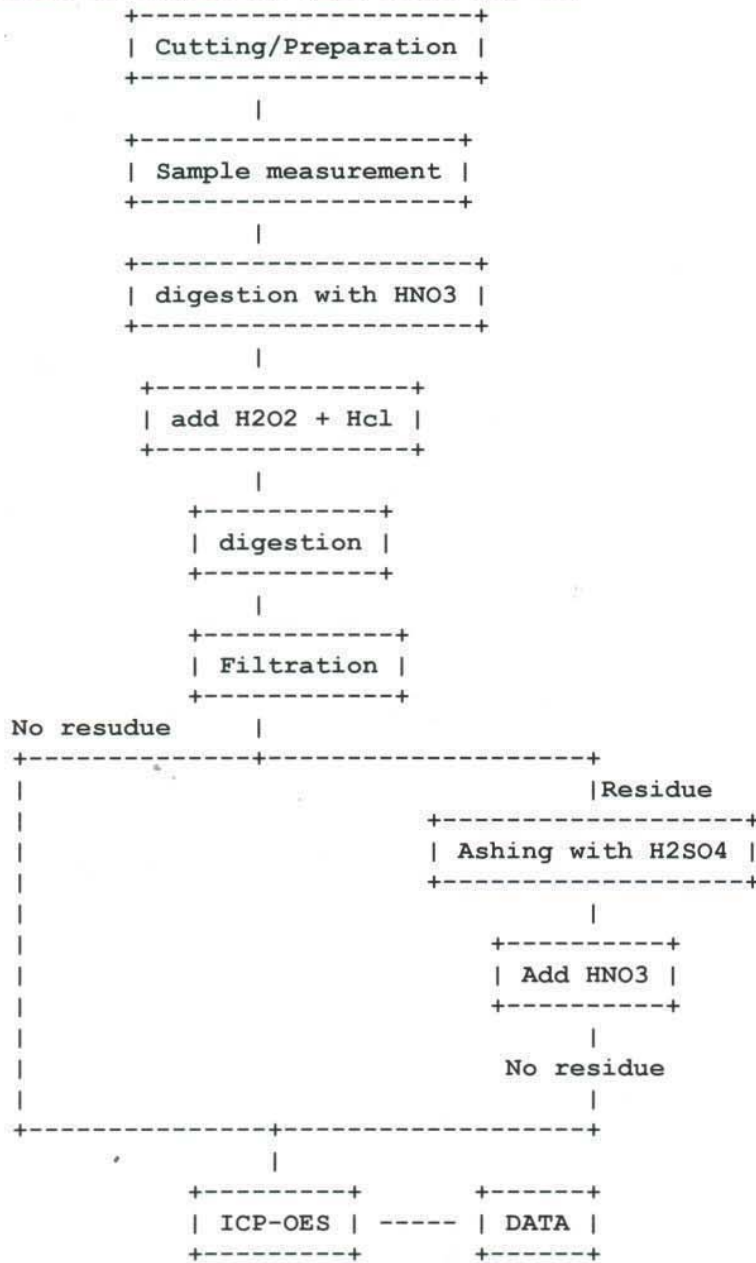 Cutting/Preparation
Sample measurement
digestion with HNO3
add H2O2 + Hcl
digestion
Filtration
No resudue
Residue
Ashing with H2SO4
Add HNO3
No residue
ICP-OES ----- DATA